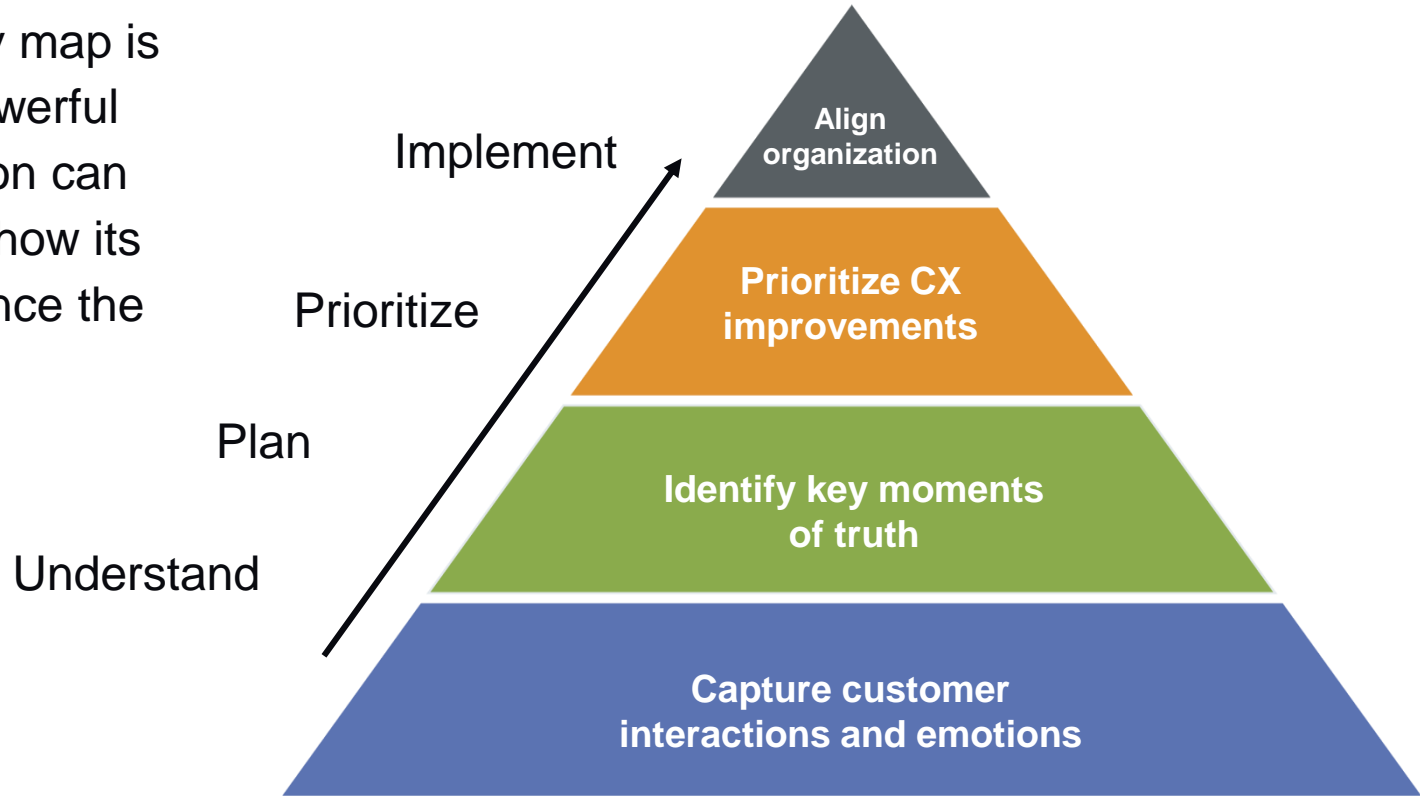 map is
werful
on can
how its
nce the
Implement
Prioritize
Plan
Understand
Align
organization
Prioritize CX
improvements
Identify key moments
of truth
Capture customer
interactions and emotions